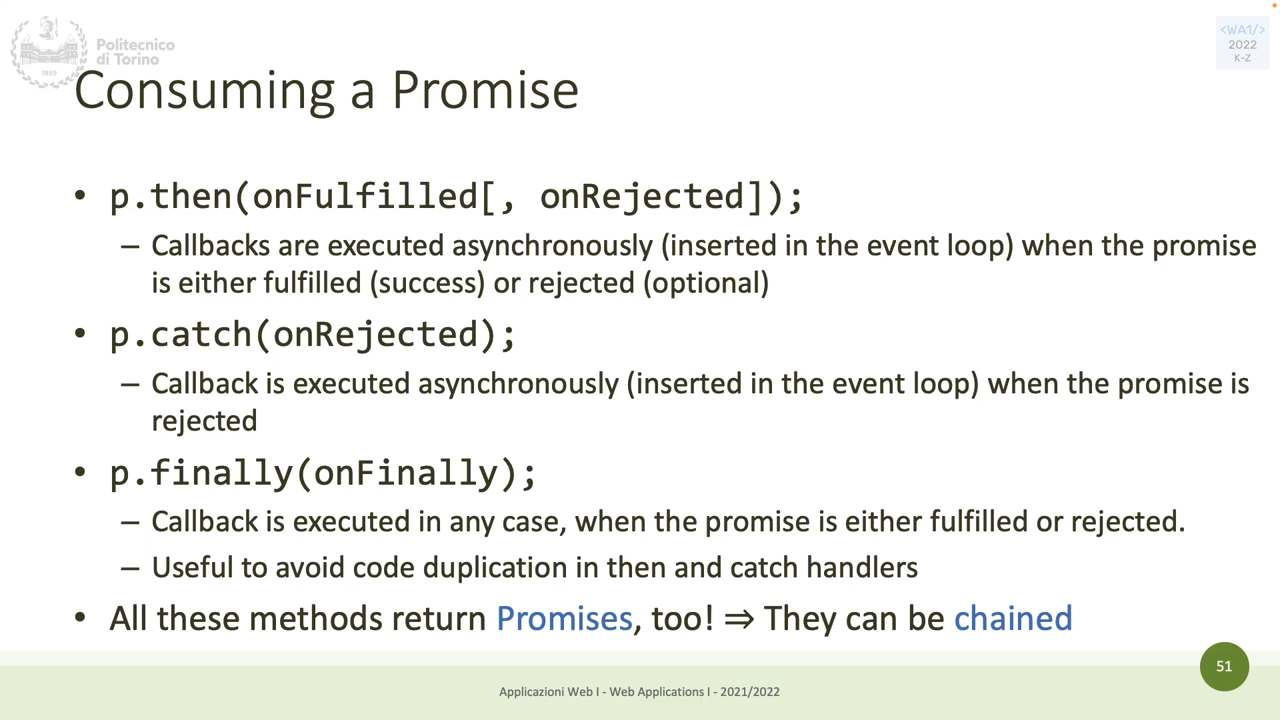 Politecnico
di Torino
1859
<WA1/>
2022
K-Z
Consuming a Promise
• p.then(onFulfilled[, onRejected]);
– Callbacks are executed asynchronously (inserted in the event loop) when the promise
is either fulfilled (success) or rejected (optional)
• p.catch(onRejected);
– Callback is executed asynchronously (inserted in the event loop) when the promise is
rejected
• p.finally(onFinally);
– Callback is executed in any case, when the promise is either fulfilled or rejected.
– Useful to avoid code duplication in then and catch handlers
• All these methods return Promises, too! ⇒ They can be chained
51
Applicazioni Web I - Web Applications I - 2021/2022